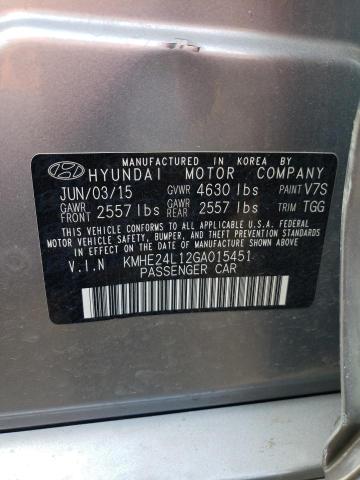 MANUFACTURED IN KOREA BY
HYUNDAI MOTOR COMPANY
JUN/03/15 GVWR 4630 lbs PAINT V7S
GAWR FRONT 2557 lbs GAWR REAR 2557 lbs TRIM TGG
THIS VEHICLE CONFORMS TO ALL APPLICABLE U.S.A. FEDERAL
MOTOR VEHICLE SAFETY, BUMPER, AND THEFT PREVENTION STANDARDS
IN EFFECT ON THE DATE OF MANUFACTURE SHOWN ABOVE.
V.I.N KMHE24L12GA015451
PASSENGER CAR